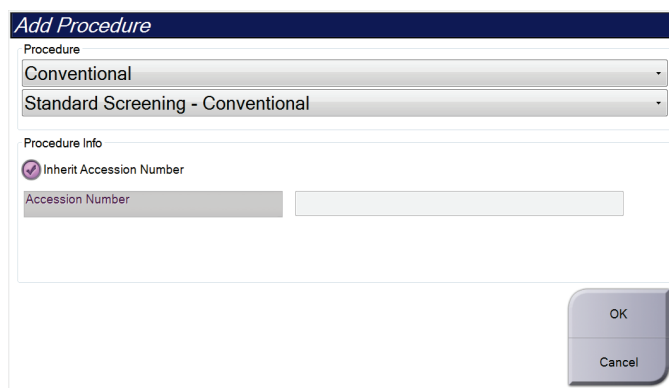 Add Procedure
Procedure
Conventional
Standard Screening - Conventional
Procedure Info
Inherit Accession Number
Accession Number
OK
Cancel